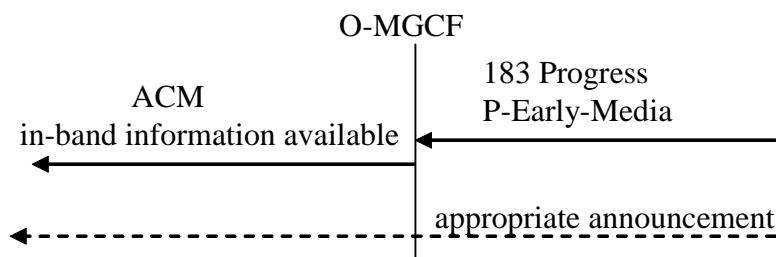 O-MGCF
183 Progress
P-Early-Media
ACM
in-band information available
appropriate announcement